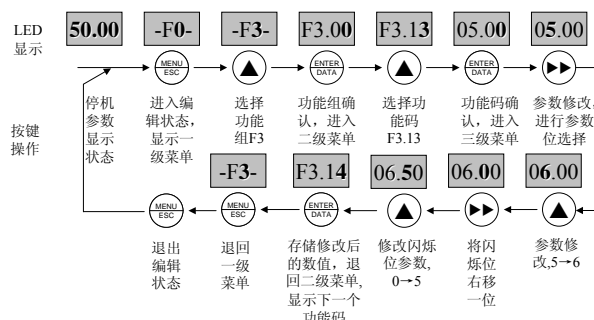 LED
显示
50.00
-F0-
-F3-
F3.00
F3.13
05.00
05.00
MENU
ESC
ENTER
DATA
ENTER
DATA
按键
操作
停机
参数
显示
状态
进入编
辑状态,
显示一
级菜单
选择
功能
组F3
功能组确
认，进入
二级菜单
选择功
能码
F3.13
功能码确
认，进入
三级菜单
参数修改,
进行参数
位选择
-F3-
F3.14
06.50
06.00
06.00
MENU
ESC
MENU
ESC
ENTER
DATA
退出
编辑
状态
退回
一级
菜单
存储修改后
的数值，退
回二级菜单,
显示下一个
功能码
修改闪烁
位参数,
0→5
将闪
烁位
右移
一位
参数修
改,5→6